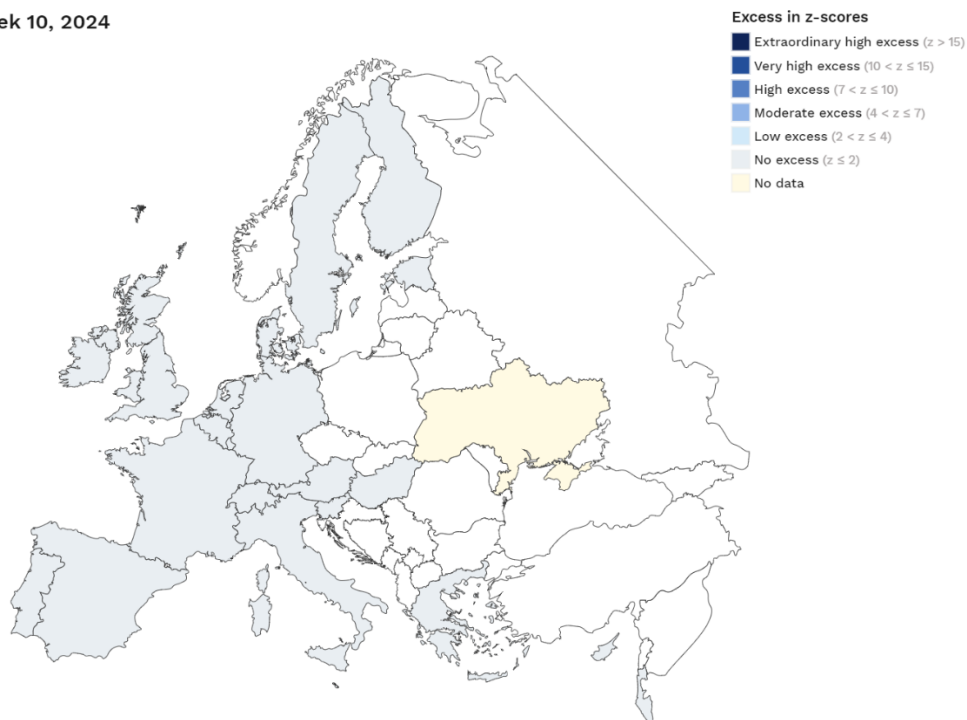 ek 10, 2024
Excess in z-scores
Extraordinary high excess (z > 15)
Very high excess (10 < z ≤ 15)
High excess (7 < z ≤ 10)
Moderate excess (4 < z ≤ 7)
Low excess (2 < z ≤ 4)
No excess (z ≤ 2)
No data